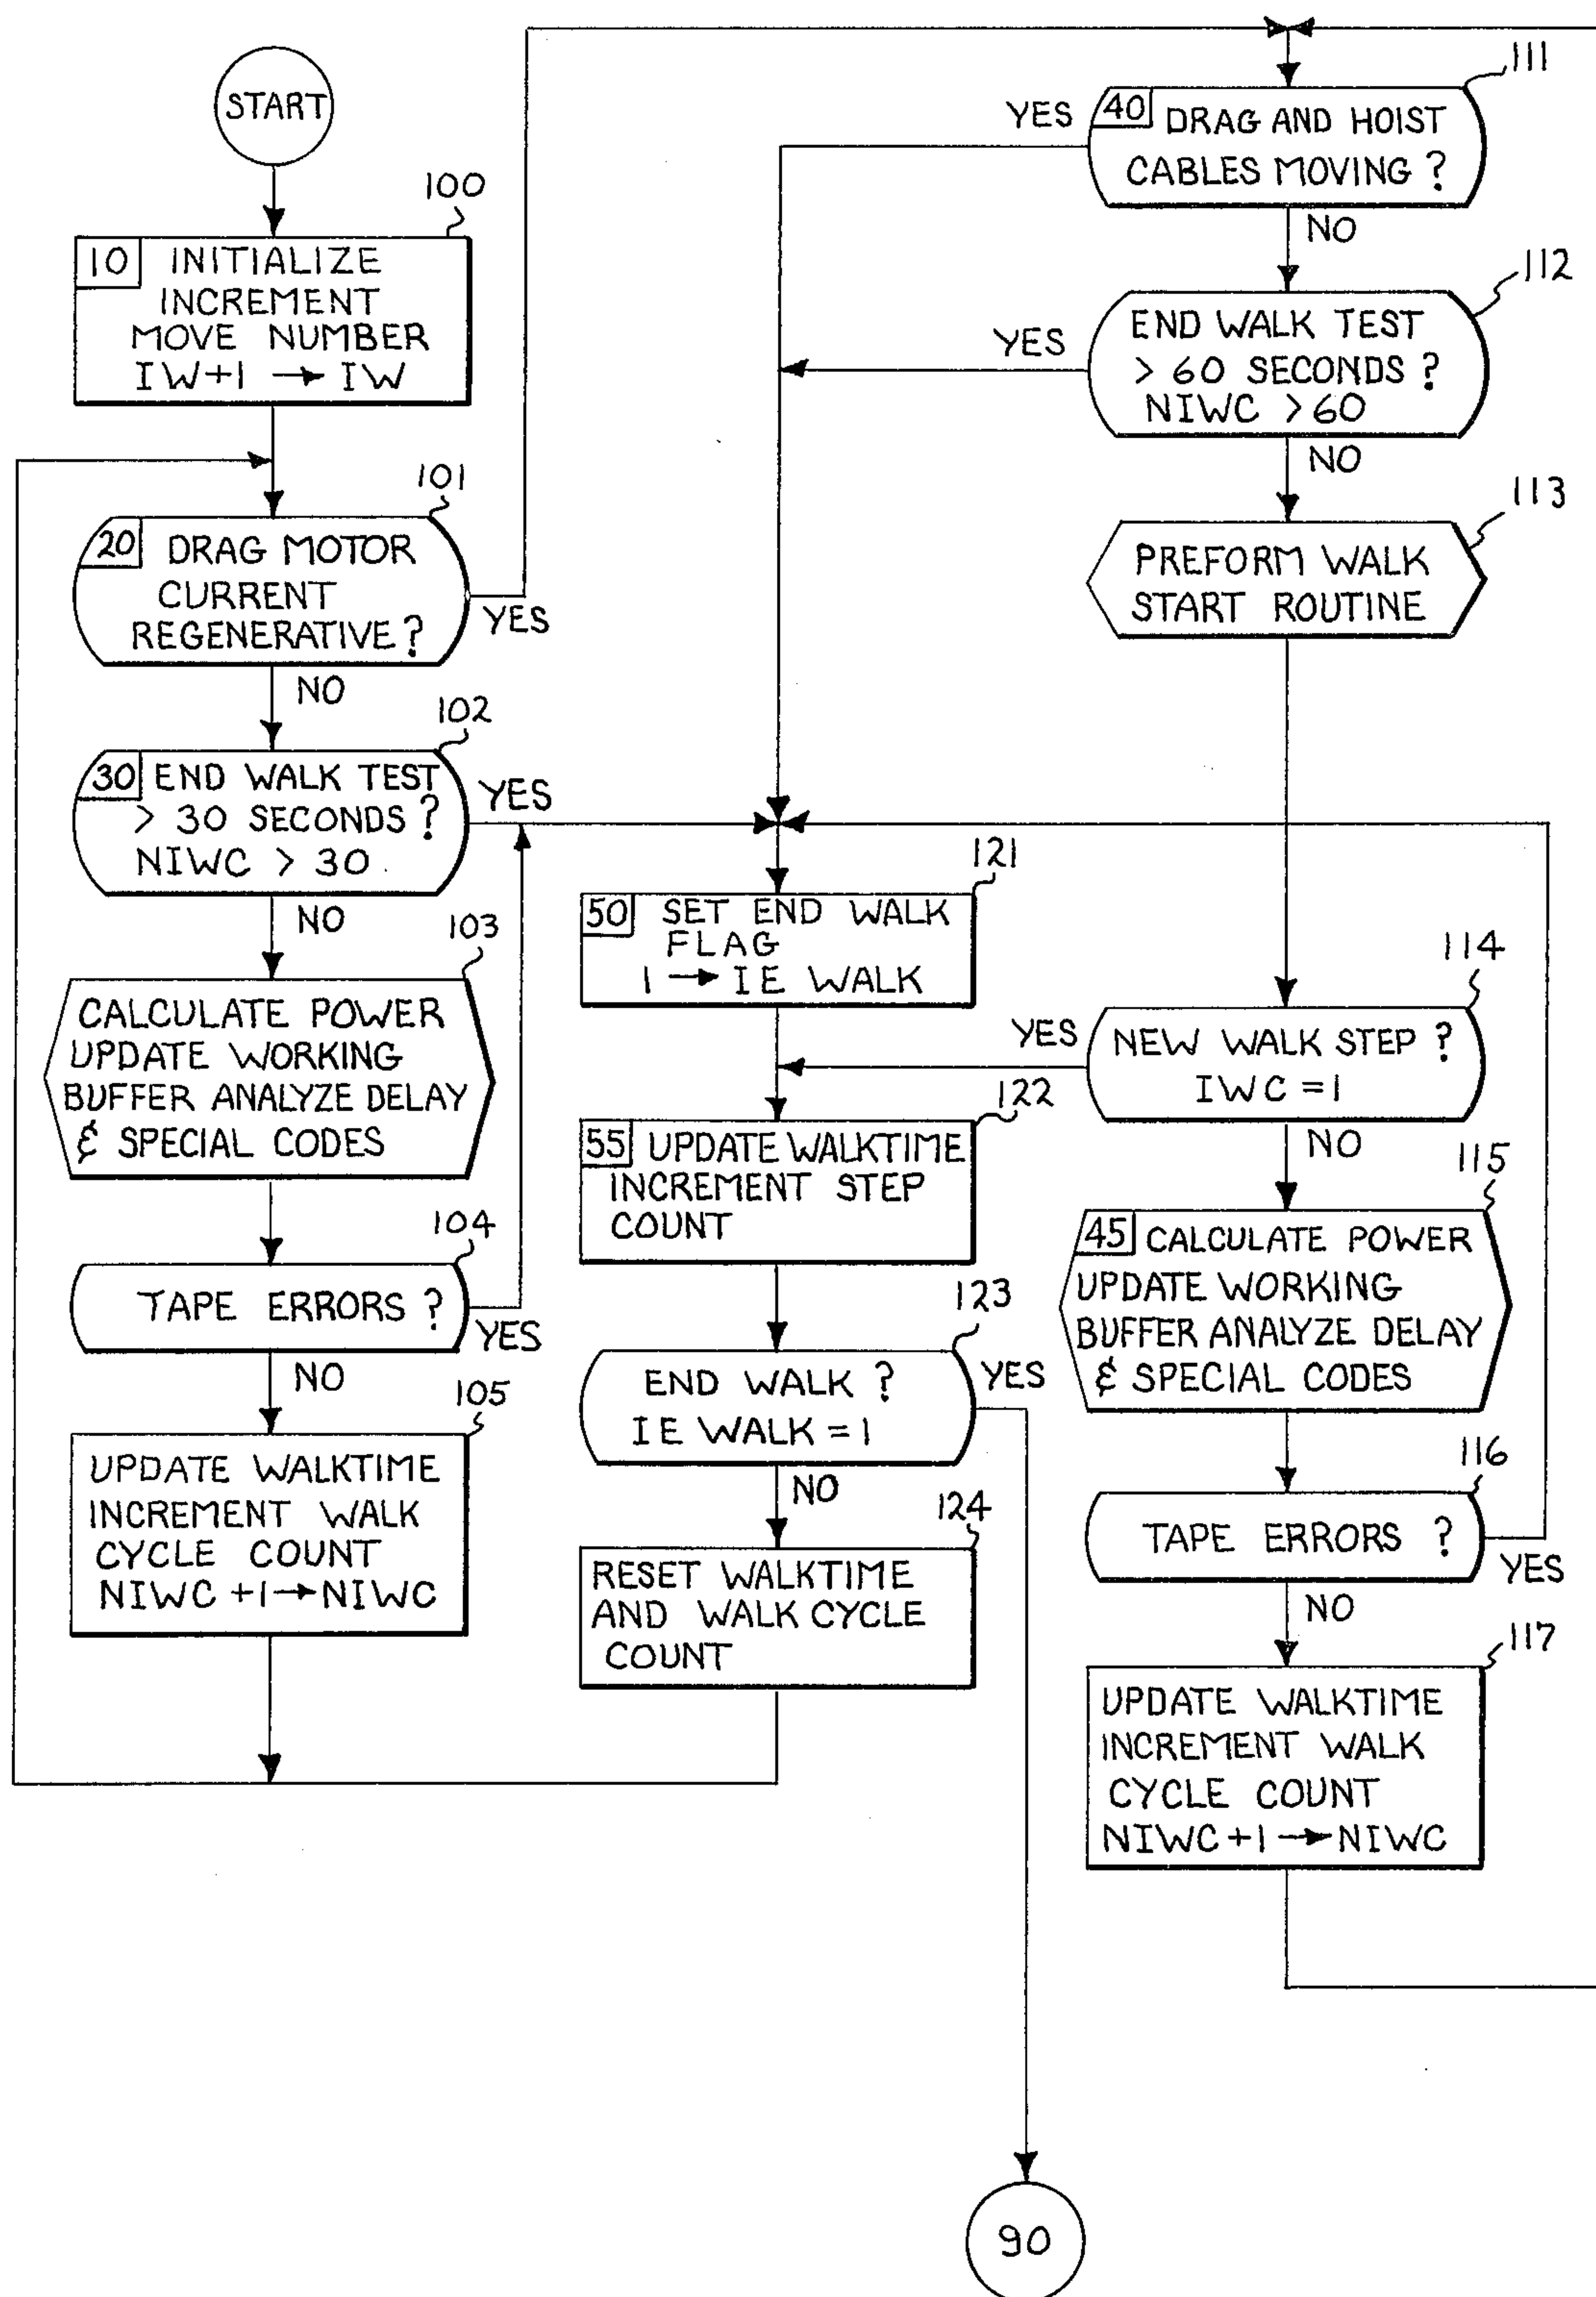 START
100
10 INITIALIZE
INCREMENT
MOVE NUMBER
IW+1 → IW
101
20 DRAG MOTOR
CURRENT
REGENERATIVE?
YES
NO
102
30 END WALK TEST
> 30 SECONDS?
NIWC > 30
YES
NO
103
CALCULATE POWER
UPDATE WORKING
BUFFER ANALYZE DELAY
& SPECIAL CODES
104
TAPE ERRORS?
YES
NO
105
UPDATE WALKTIME
INCREMENT WALK
CYCLE COUNT
NIWC +1→NIWC
111
YES
40 DRAG AND HOIST
CABLES MOVING?
NO
112
YES
END WALK TEST
> 60 SECONDS?
NIWC >60
NO
113
PREFORM WALK
START ROUTINE
121
50 SET END WALK
FLAG
1 → IE WALK
114
YES
NEW WALK STEP?
IWC =1
NO
122
55 UPDATE WALKTIME
INCREMENT STEP
COUNT
115
45 CALCULATE POWER
UPDATE WORKING
BUFFER ANALYZE DELAY
& SPECIAL CODES
123
END WALK?
IE WALK = 1
YES
NO
116
TAPE ERRORS?
YES
NO
124
RESET WALKTIME
AND WALK CYCLE
COUNT
117
UPDATE WALKTIME
INCREMENT WALK
CYCLE COUNT
NIWC+1→NIWC
90